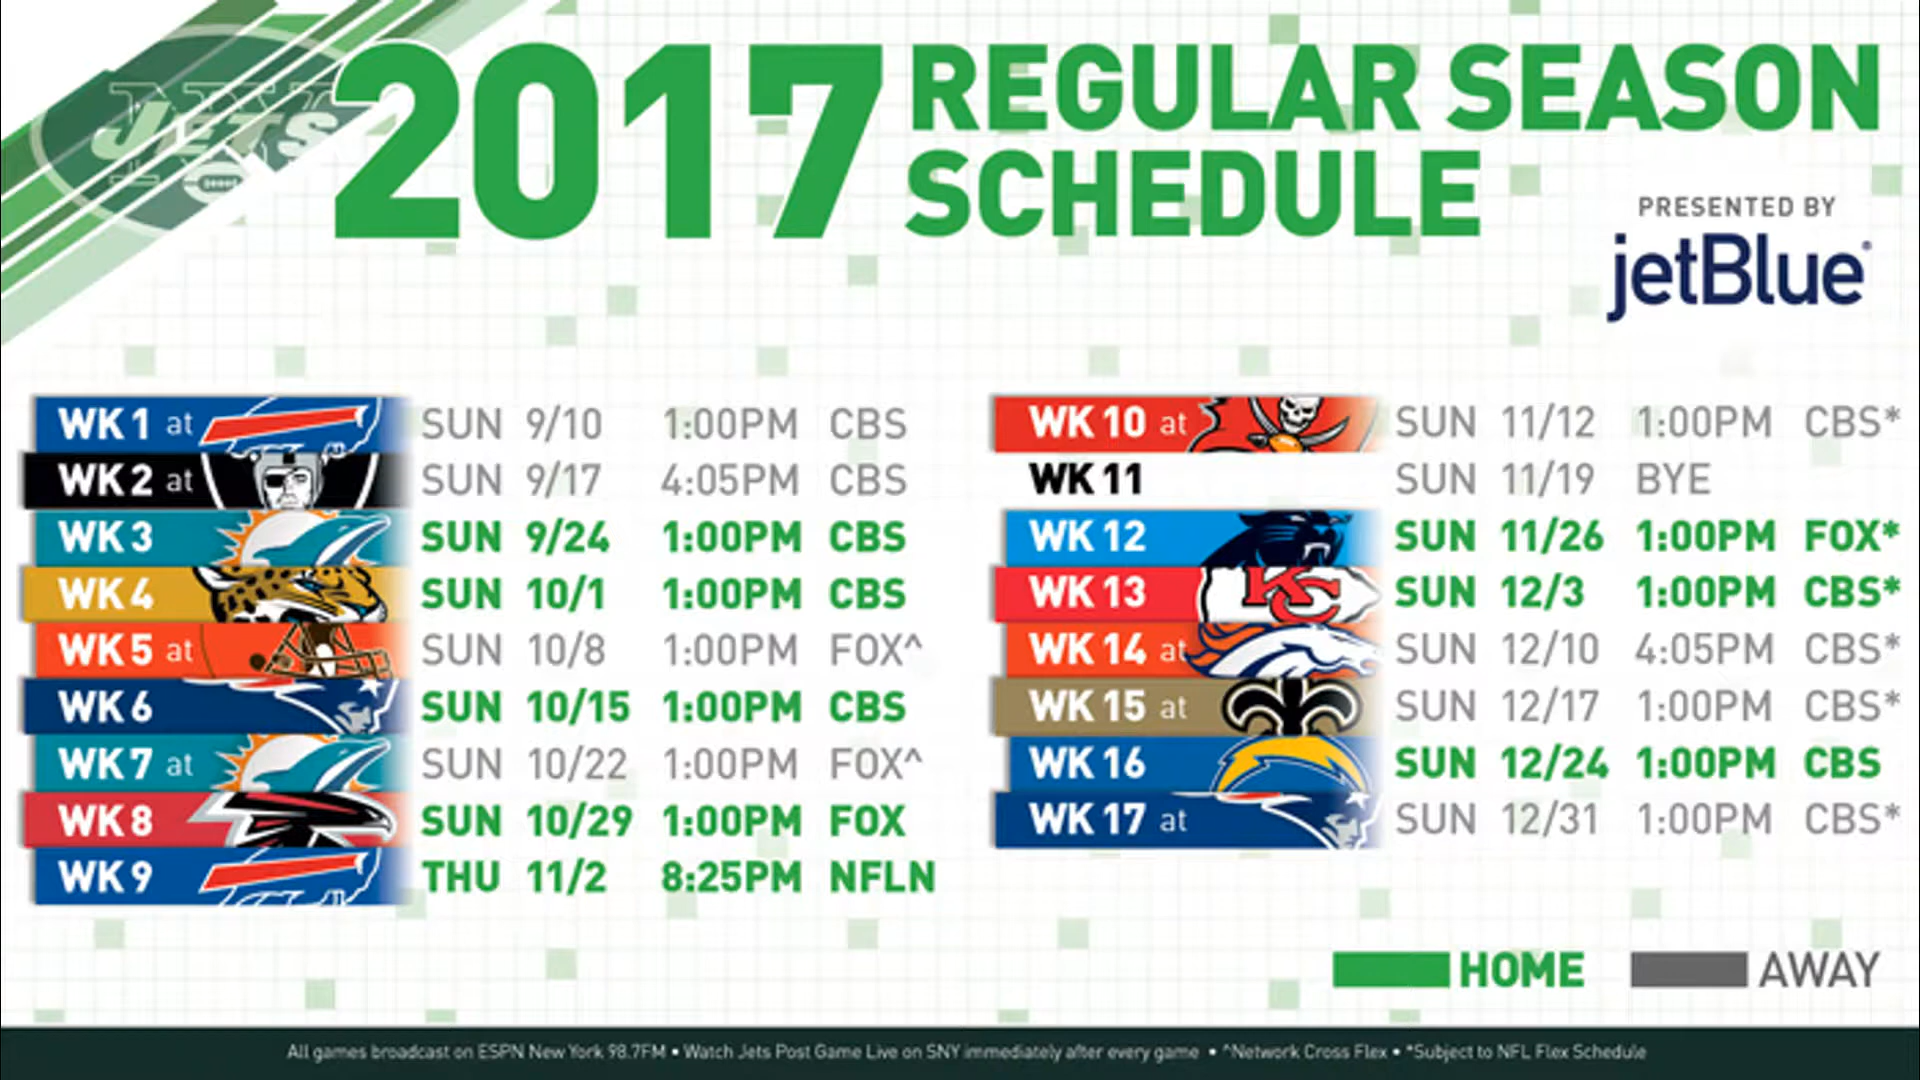 JETS
NY
2017 REGULAR SEASON
SCHEDULE
PRESENTED BY
jetBlue
WK 1 at SUN 9/10 1:00PM CBS
WK 2 at SUN 9/17 4:05PM CBS
WK 3 SUN 9/24 1:00PM CBS
WK 4 SUN 10/1 1:00PM CBS
WK 5 at SUN 10/8 1:00PM FOX^
WK 6 SUN 10/15 1:00PM CBS
WK 7 at SUN 10/22 1:00PM FOX^
WK 8 SUN 10/29 1:00PM FOX
WK 9 THU 11/2 8:25PM NFLN
WK 10 at SUN 11/12 1:00PM CBS*
WK 11 SUN 11/19 BYE
WK 12 SUN 11/26 1:00PM FOX*
WK 13 KC SUN 12/3 1:00PM CBS*
WK 14 at SUN 12/10 4:05PM CBS*
WK 15 at SUN 12/17 1:00PM CBS*
WK 16 SUN 12/24 1:00PM CBS
WK 17 at SUN 12/31 1:00PM CBS*
HOME AWAY
All games broadcast on ESPN New York 98.7FM • Watch Jets Post Game Live on SNY immediately after every game • ^Network Cross Flex • *Subject to NFL Flex Schedule